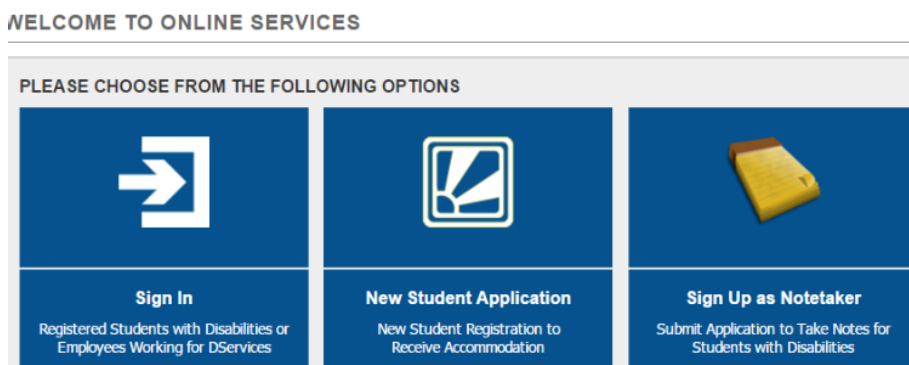 WELCOME TO ONLINE SERVICES
PLEASE CHOOSE FROM THE FOLLOWING OPTIONS
Sign In
Registered Students with Disabilities or
Employees Working for DServices
New Student Application
New Student Registration to
Receive Accommodation
Sign Up as Notetaker
Submit Application to Take Notes for
Students with Disabilities